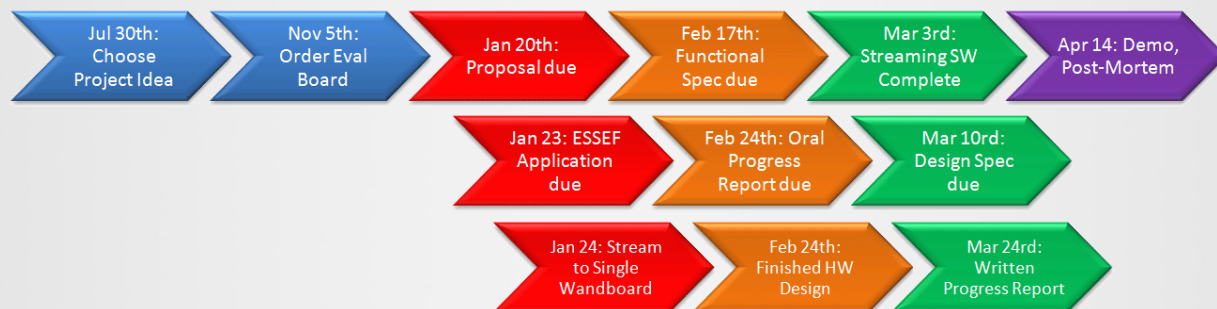 Jul 30th:
Choose
Project Idea
Nov 5th:
Order Eval
Board
Jan 20th:
Proposal due
Feb 17th:
Functional
Spec due
Mar 3rd:
Streaming SW
Complete
Apr 14: Demo,
Post-Mortem
Jan 23: ESSEF
Application
due
Feb 24th: Oral
Progress
Report due
Mar 10rd:
Design Spec
due
Jan 24: Stream
to Single
Wandboard
Feb 24th:
Finished HW
Design
Mar 24rd:
Written
Progress Report